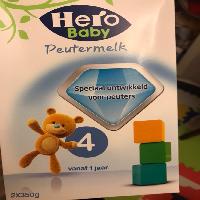 Hero
Baby
Peutermelk
Speciaal ontwikkeld
voor peuters
4
vanaf 1 jaar
2x350g